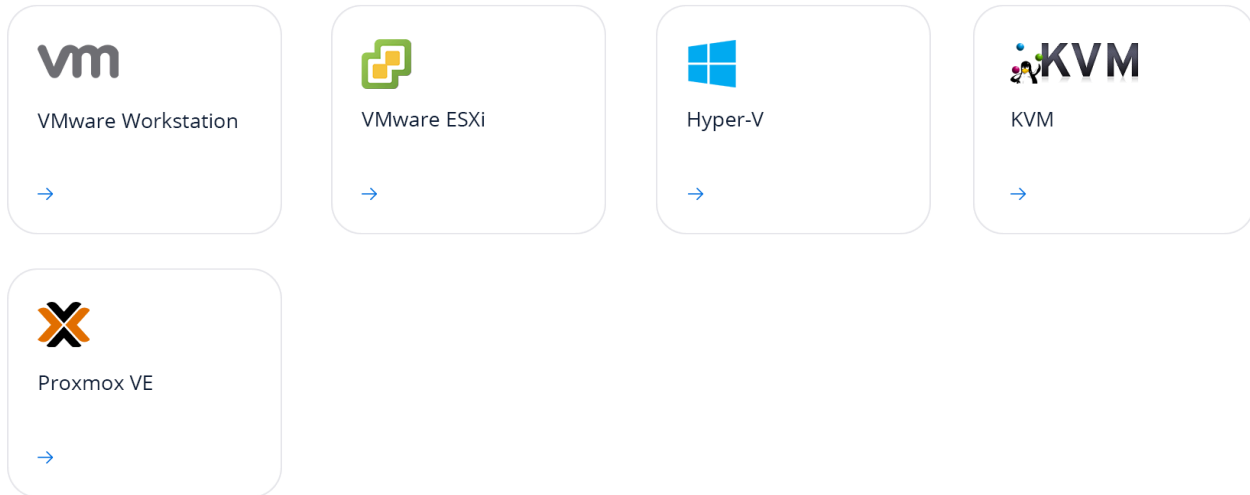 vm
VMware Workstation
VMware ESXi
Hyper-V
KVM
KVM
Proxmox VE